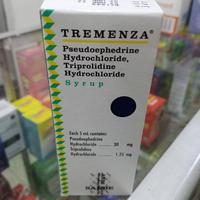 TREMENZA®
Pseudoephedrine
Hydrochloride,
Triprolidine
Hydrochloride
Syrup
Each 5 mL contains:
Pseudoephedrine
Hydrochloride 30 mg
Triprolidine
Hydrochloride 1.25 mg